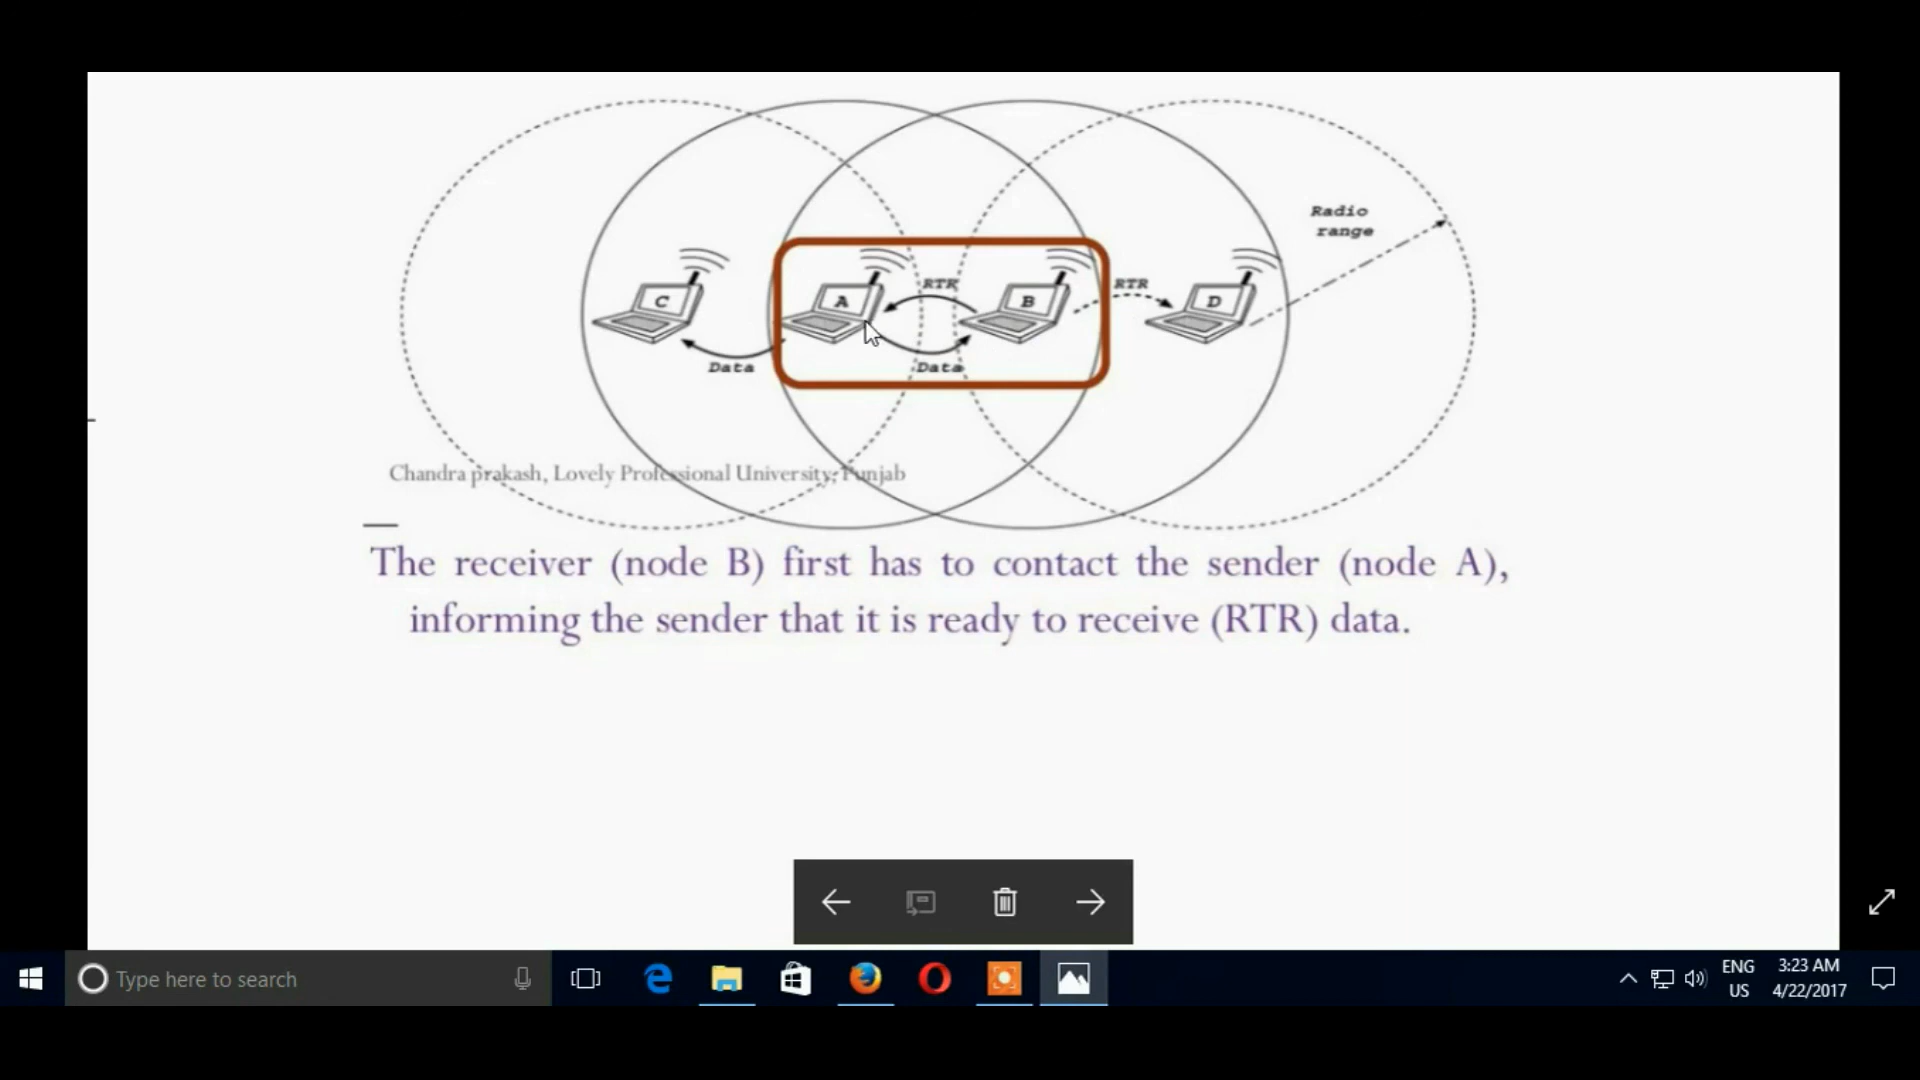 Radio
range
C
A
RTR
B
RTR
D
Data
Data
Chandra prakash, Lovely Professional University, Punjab
The receiver (node B) first has to contact the sender (node A),
informing the sender that it is ready to receive (RTR) data.
Type here to search
ENG
US
3:23 AM
4/22/2017